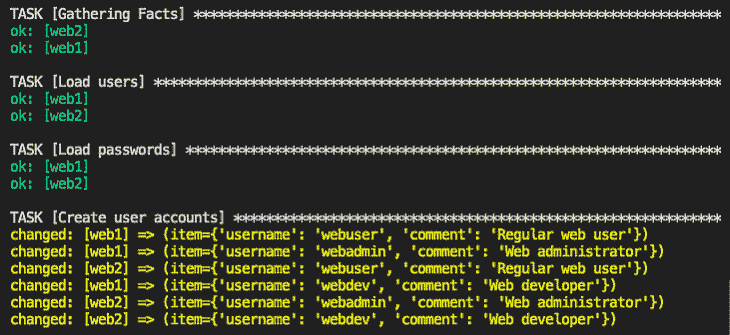 TASK [Gathering Facts] ******************************************************************
ok: [web2]
ok: [web1]
TASK [Load users] ***********************************************************************
ok: [web1]
ok: [web2]
TASK [Load passwords] *******************************************************************
ok: [web1]
ok: [web2]
TASK [Create user accounts] *************************************************************
changed: [web1] => (item={'username': 'webuser', 'comment': 'Regular web user'})
changed: [web1] => (item={'username': 'webadmin', 'comment': 'Web administrator'})
changed: [web2] => (item={'username': 'webuser', 'comment': 'Regular web user'})
changed: [web1] => (item={'username': 'webdev', 'comment': 'Web developer'})
changed: [web2] => (item={'username': 'webadmin', 'comment': 'Web administrator'})
changed: [web2] => (item={'username': 'webdev', 'comment': 'Web developer'})